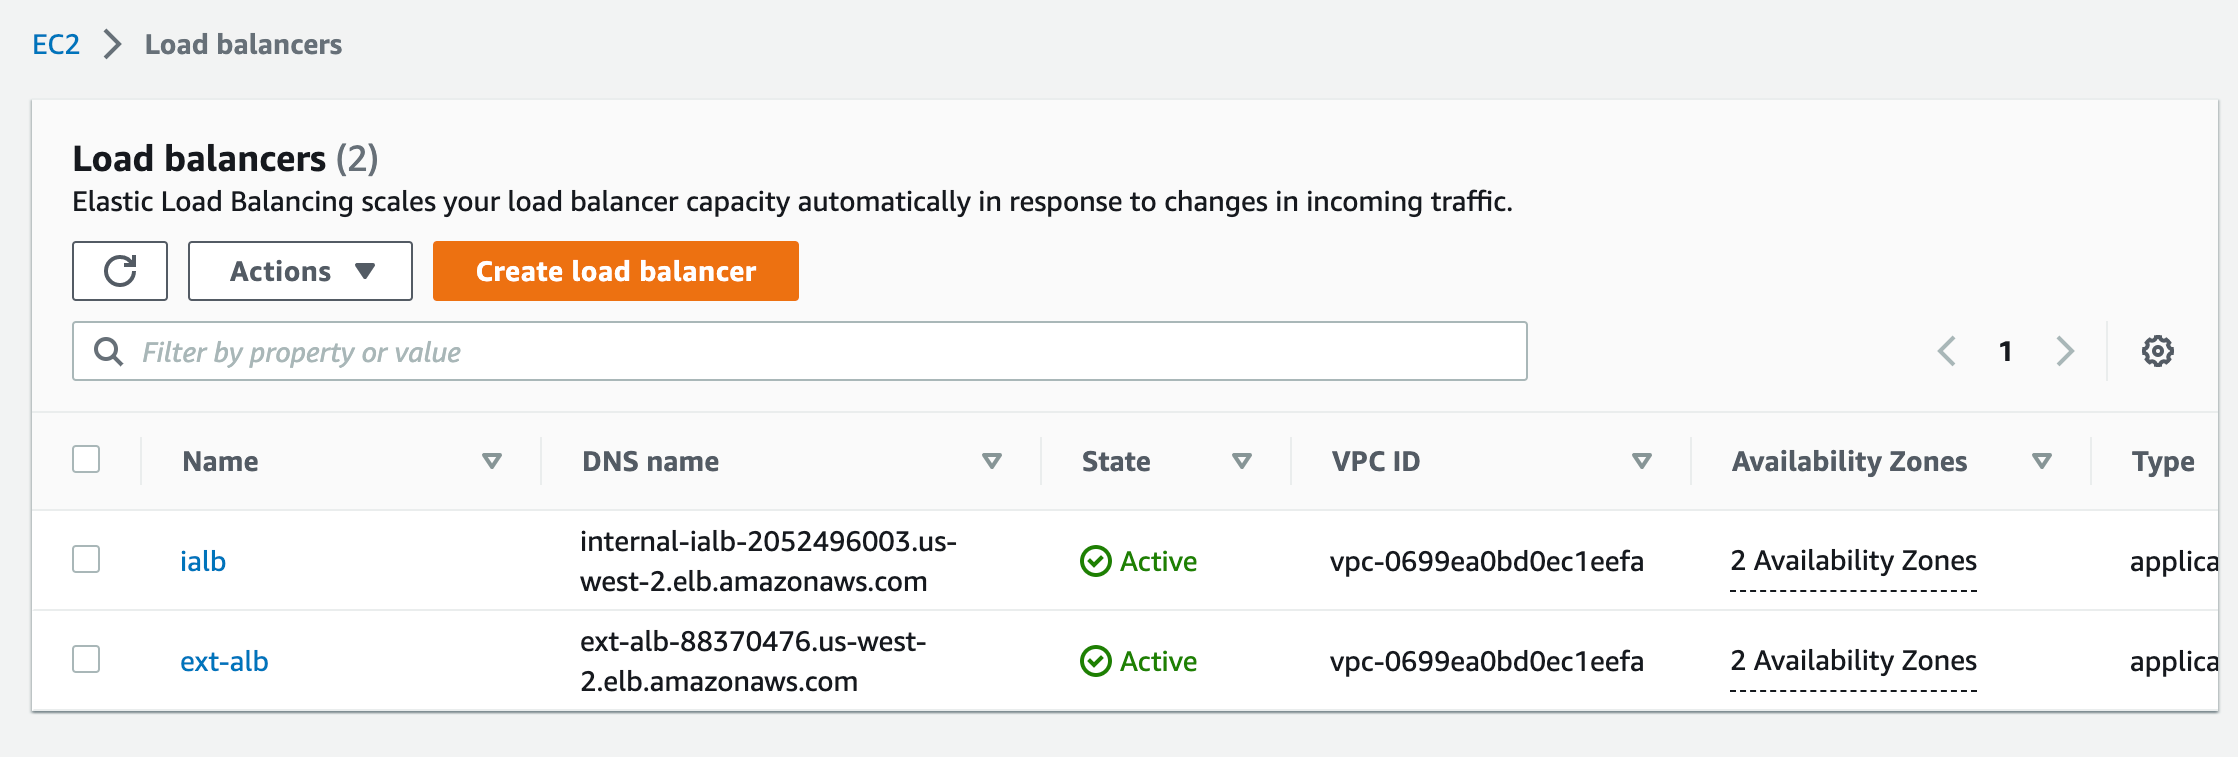 EC2 Load balancers
Load balancers (2)
Elastic Load Balancing scales your load balancer capacity automatically in response to changes in incoming traffic.
Actions Create load balancer
Filter by property or value 1
Name DNS name State VPC ID Availability Zones Type
ialb internal-ialb-2052496003.us-
west-2.elb.amazonaws.com Active vpc-0699ea0bd0ec1eefa 2 Availability Zones applica
ext-alb ext-alb-88370476.us-west-
2.elb.amazonaws.com Active vpc-0699ea0bd0ec1eefa 2 Availability Zones applica